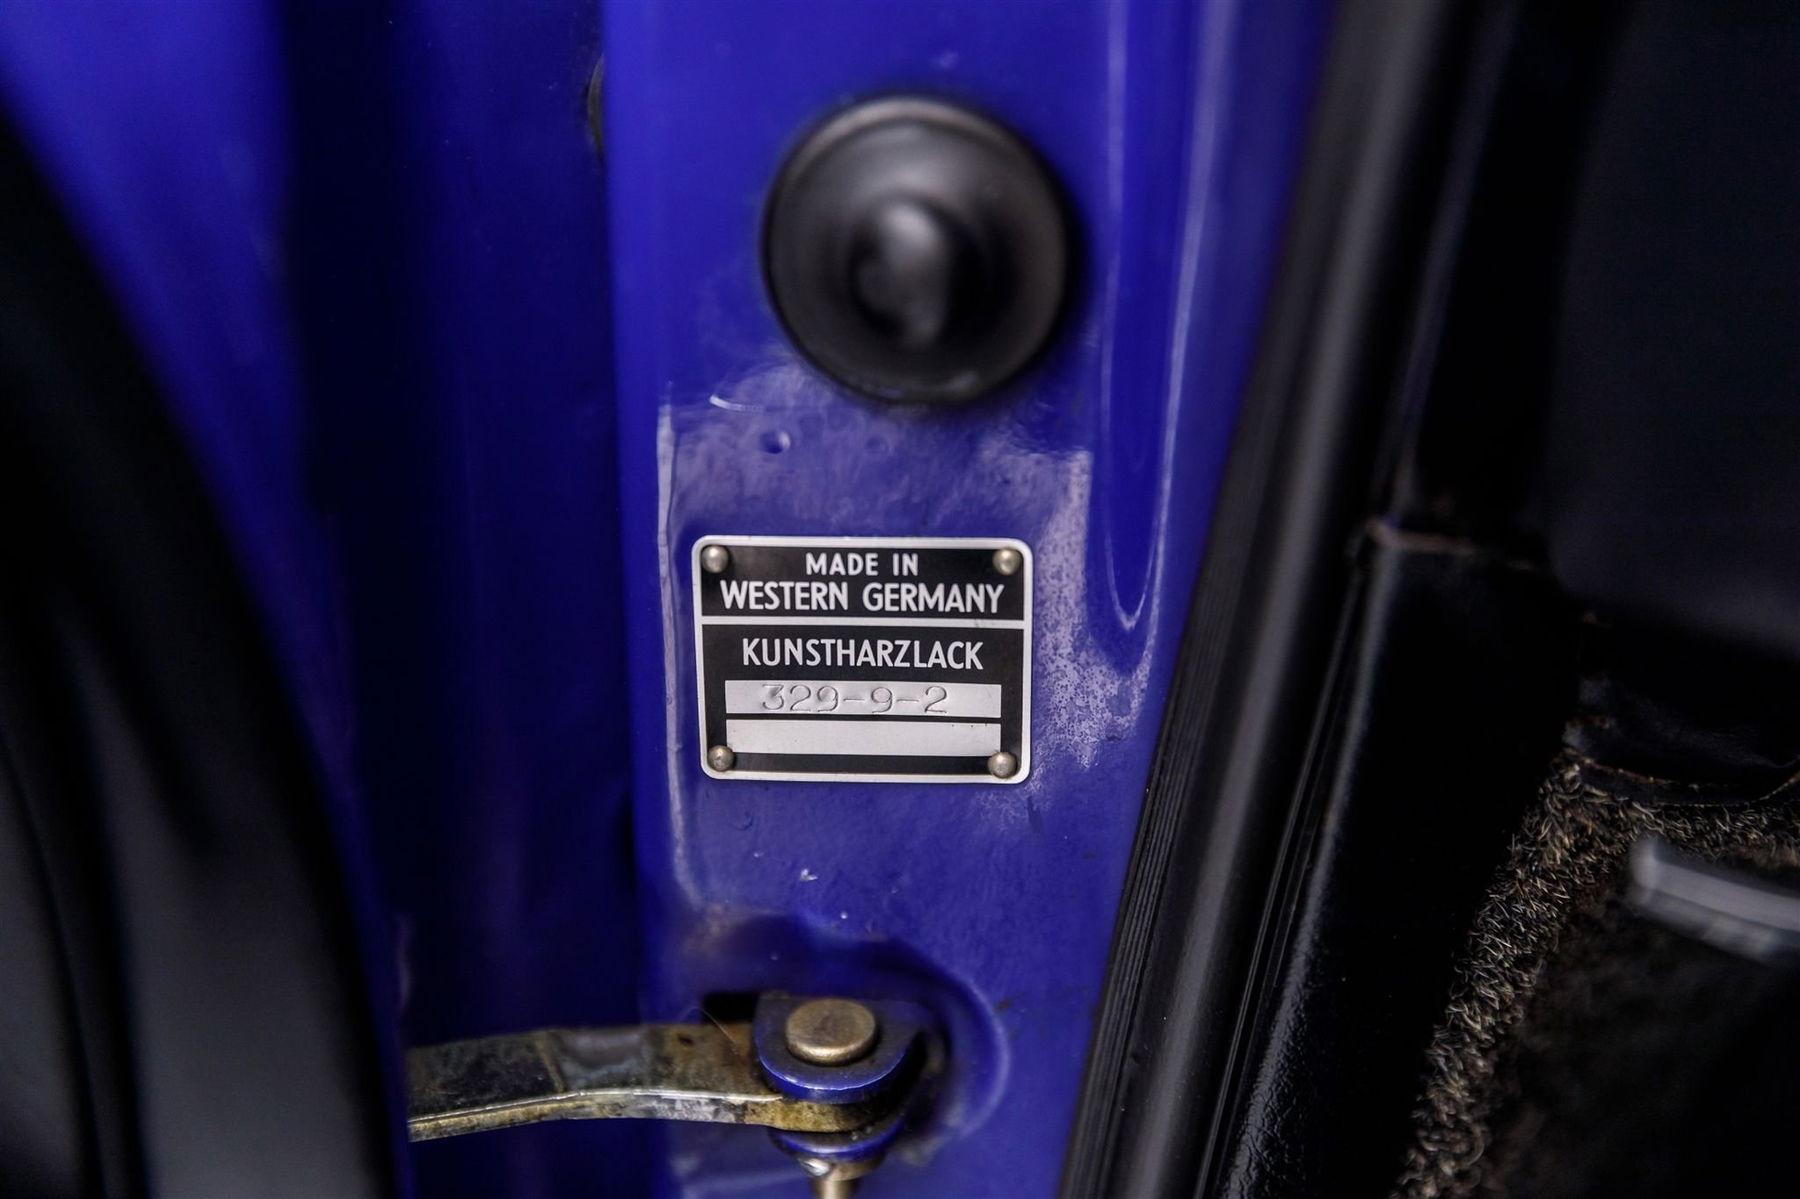 MADE IN
WESTERN GERMANY
KUNSTHARZLACK
329-9-2